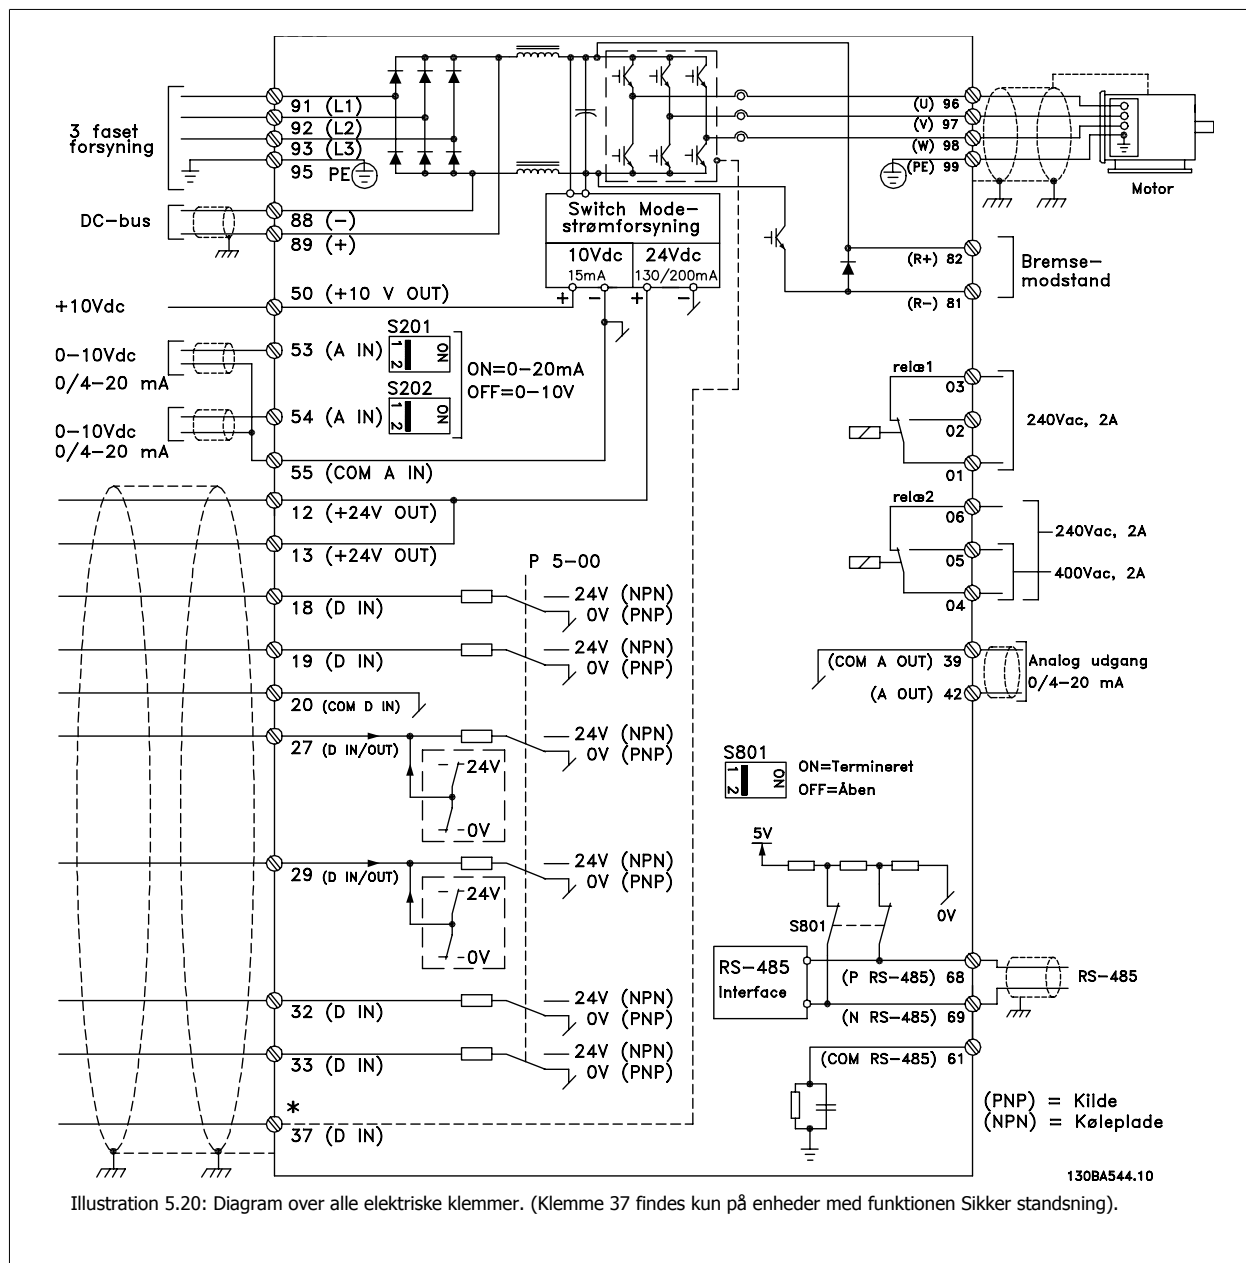 3 faset
forsyning
91 (L1)
92 (L2)
93 (L3)
95 PE
DC-bus
88 (-)
89 (+)
+10Vdc
50 (+10 V OUT)
0-10Vdc
0/4-20 mA
53 (A IN)
S201
1 2
ON
0-10Vdc
0/4-20 mA
54 (A IN)
S202
1 2
ON
ON=0-20mA
OFF=0-10V
55 (COM A IN)
12 (+24V OUT)
13 (+24V OUT)
P 5-00
18 (D IN)
24V (NPN)
0V (PNP)
19 (D IN)
24V (NPN)
0V (PNP)
20 (COM D IN)
27 (D IN/OUT)
24V (NPN)
0V (PNP)
24V
0V
29 (D IN/OUT)
24V (NPN)
0V (PNP)
24V
0V
32 (D IN)
24V (NPN)
0V (PNP)
33 (D IN)
24V (NPN)
0V (PNP)
*
37 (D IN)
Switch Mode-
strømforsyning
10Vdc
15mA
24Vdc
130/200mA
+ - + -
(U) 96
(V) 97
(W) 98
(PE) 99
Motor
(R+) 82
(R-) 81
Bremse-
modstand
relæ1
03
02
01
240Vac, 2A
relæ2
06
05
04
240Vac, 2A
400Vac, 2A
(COM A OUT) 39
(A OUT) 42
Analog udgang
0/4-20 mA
S801
1 2
ON
ON=Termineret
OFF=Åben
5V
0V
S801
RS-485
Interface
(P RS-485) 68
(N RS-485) 69
RS-485
(COM RS-485) 61
(PNP) = Kilde
(NPN) = Køleplade
130BA544.10
Illustration 5.20: Diagram over alle elektriske klemmer. (Klemme 37 findes kun på enheder med funktionen Sikker standsning).